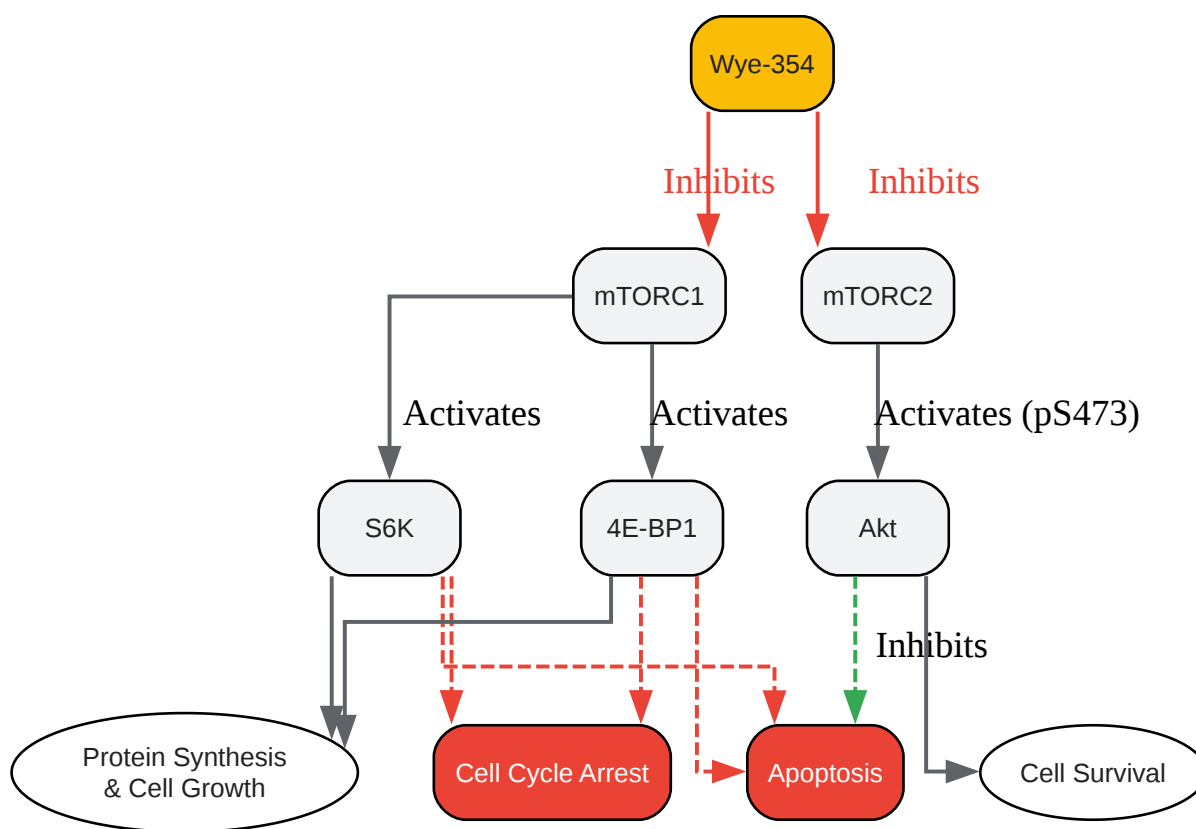 Wye-354
Inhibits
Inhibits
mTORC1
mTORC2
Activates
Activates
Activates (pS473)
S6K
4E-BP1
Akt
Inhibits
Protein Synthesis
& Cell Growth
Cell Cycle Arrest
Apoptosis
Cell Survival